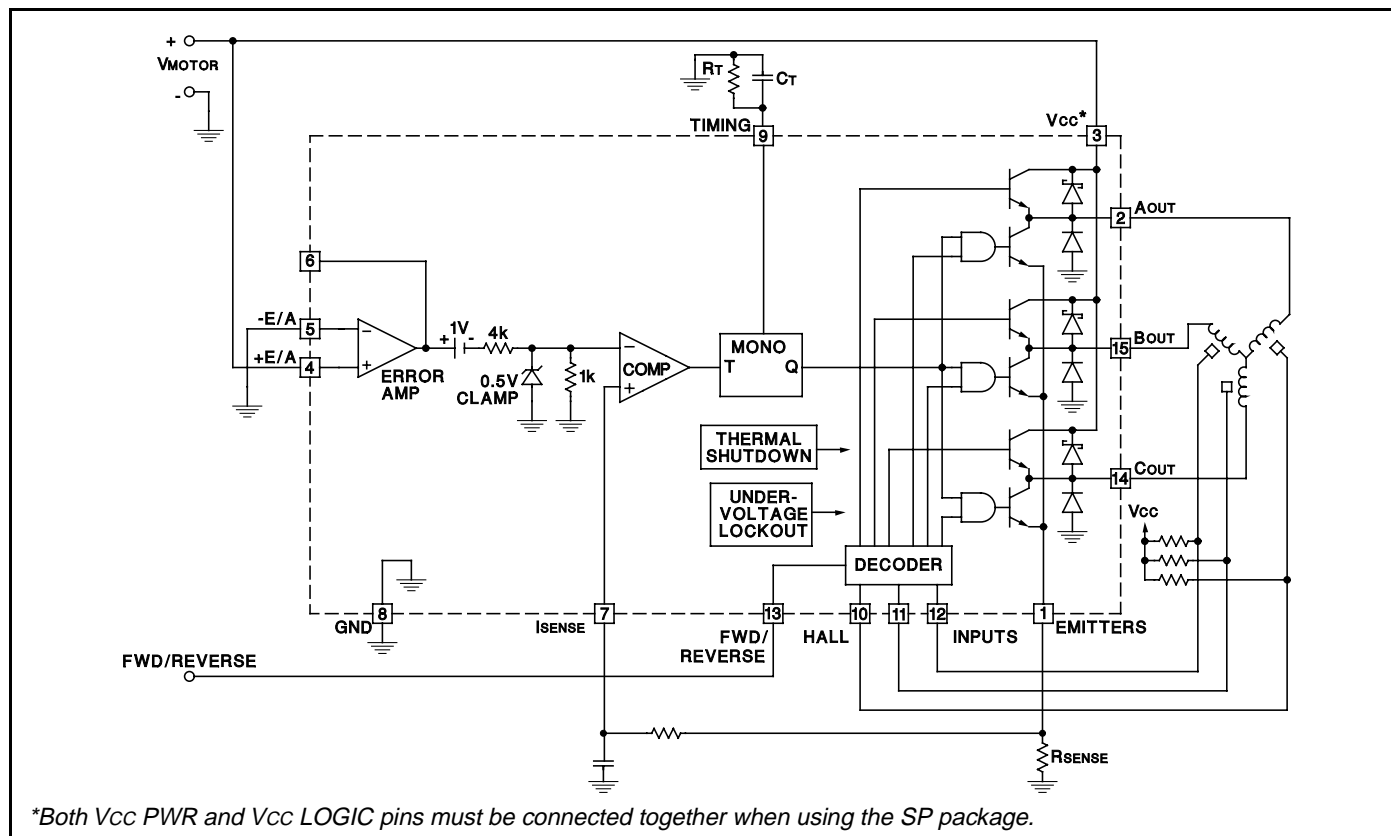 +
VMOTOR
-
RT
CT
TIMING
9
VCC*
3
AOUT
2
6
-E/A
5
+E/A
4
-
+
ERROR
AMP
+
1V
-
4k
0.5V
CLAMP
1k
-
+
COMP
MONO
T
Q
BOUT
15
THERMAL
SHUTDOWN
UNDER-
VOLTAGE
LOCKOUT
COUT
14
VCC
DECODER
GND
8
ISENSE
7
13
FWD/
REVERSE
HALL
10
11
12
INPUTS
1
EMITTERS
FWD/REVERSE
RSENSE
*Both VCC PWR and VCC LOGIC pins must be connected together when using the SP package.